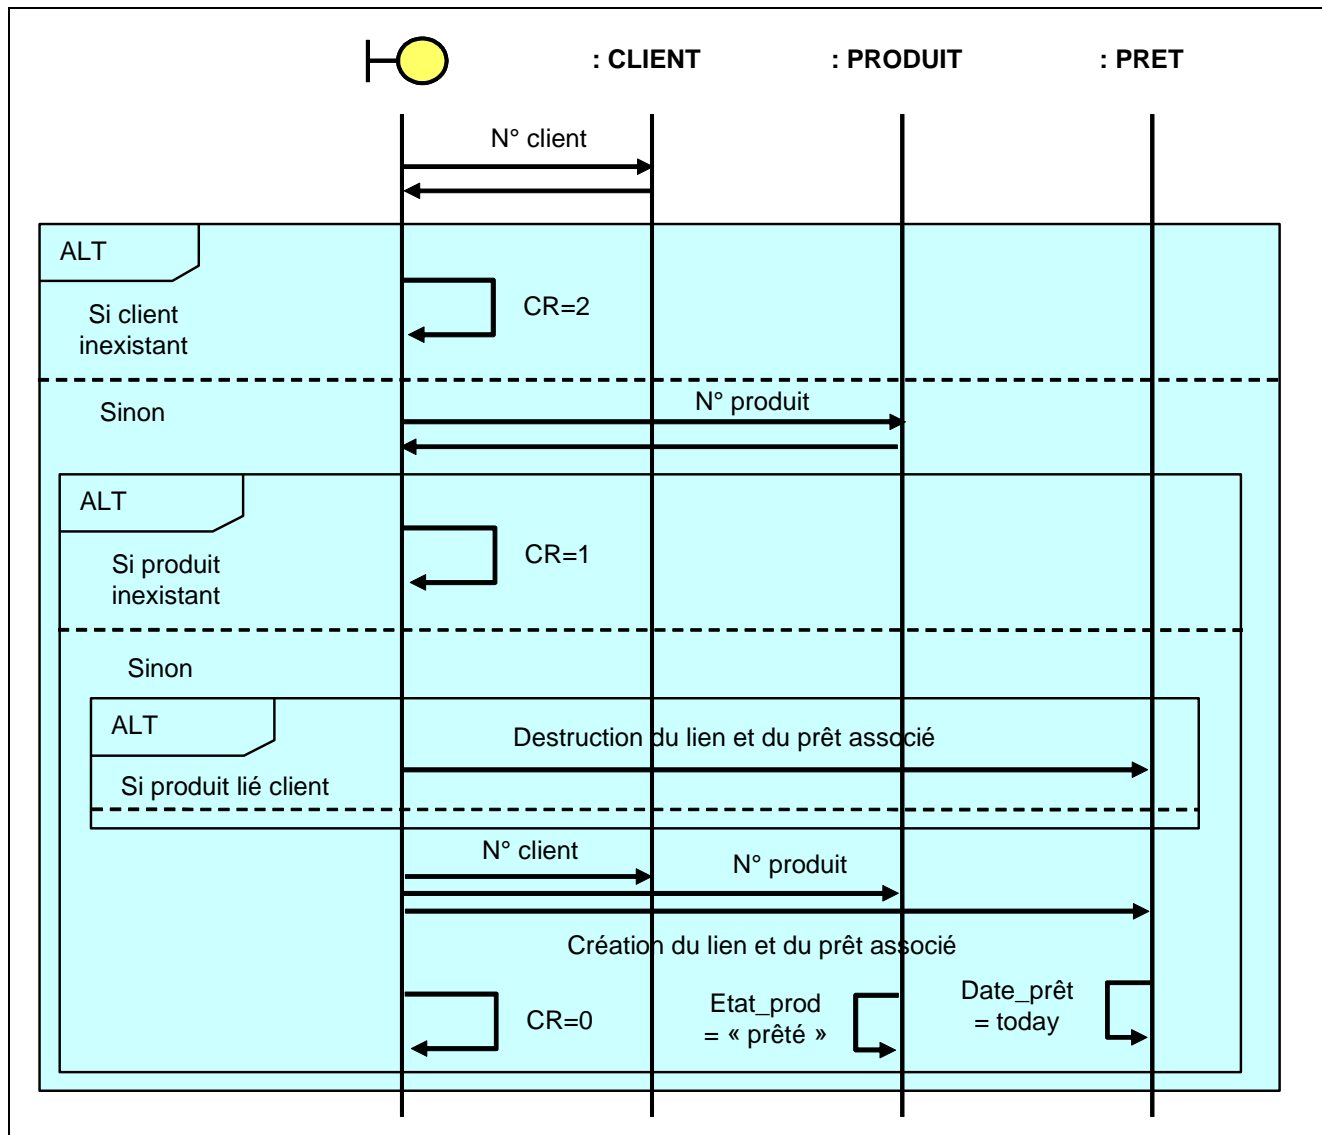 : CLIENT
: PRODUIT
: PRET
N° client
ALT
CR=2
Si client
inexistant
Sinon
N° produit
ALT
CR=1
Si produit
inexistant
Sinon
ALT
Destruction du lien et du prêt associé
Si produit lié client
N° client
N° produit
Création du lien et du prêt associé
CR=0
Etat_prod
= « prêté »
Date_prêt
= today